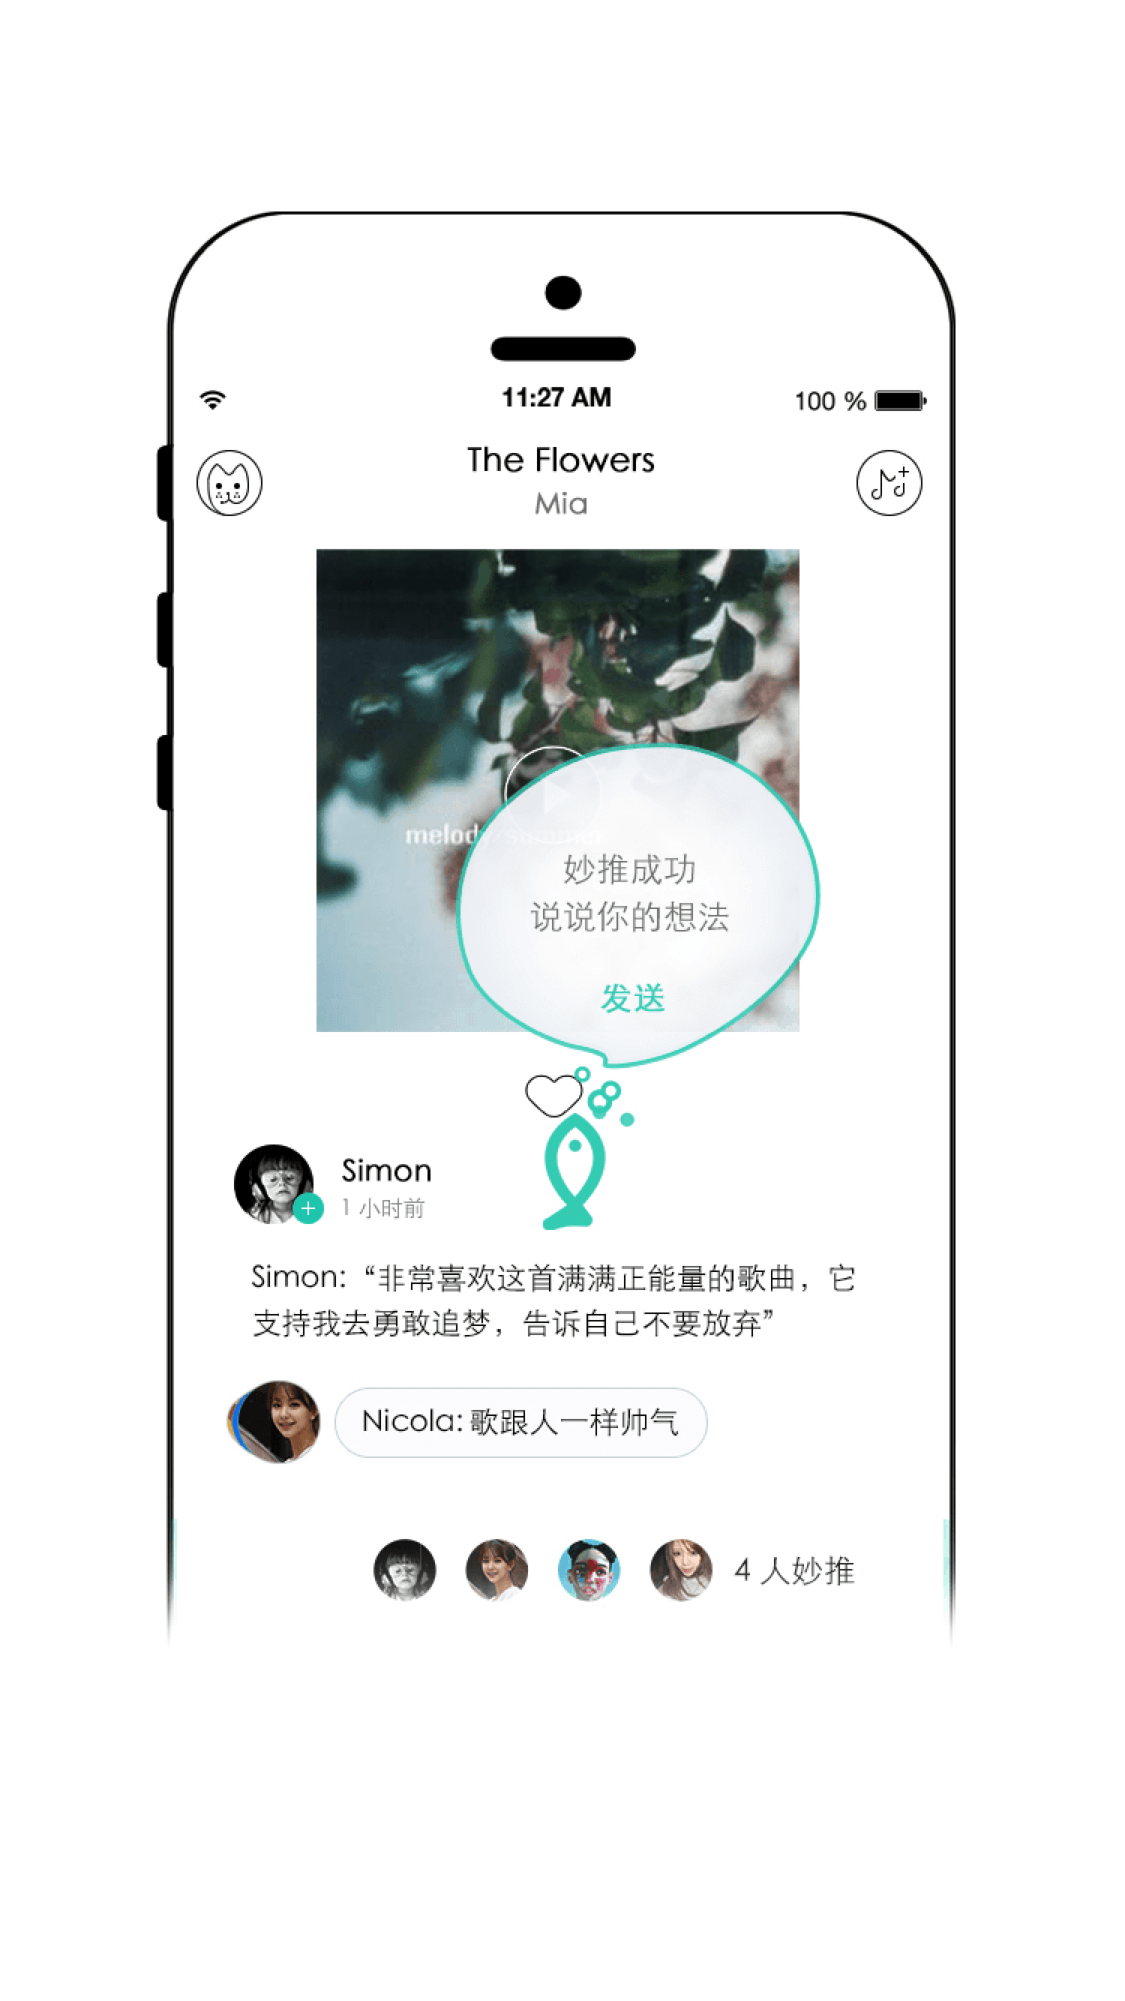 11:27 AM
100 %
The Flowers
Mia
melody summer
妙推成功
说说你的想法
发送
Simon
1 小时前
Simon: “非常喜欢这首满满正能量的歌曲，它
支持我去勇敢追梦，告诉自己不要放弃”
Nicola: 歌跟人一样帅气
4 人妙推